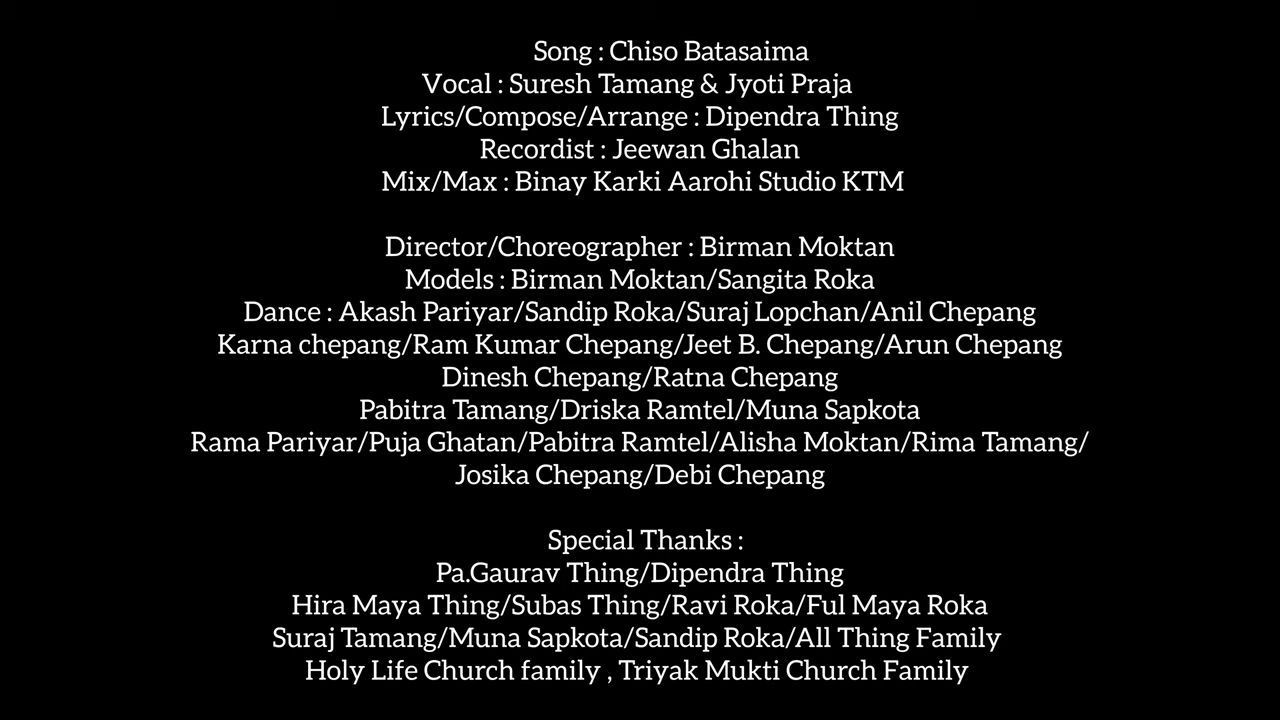 Song : Chiso Batasaima
Vocal : Suresh Tamang & Jyoti Praja
Lyrics/Compose/Arrange : Dipendra Thing
Recordist : Jeewan Ghalan
Mix/Max : Binay Karki Aarohi Studio KTM
Director/Choreographer : Birman Moktan
Models : Birman Moktan/Sangita Roka
Dance : Akash Pariyar/Sandip Roka/Suraj Lopchan/Anil Chepang
Karna chepang/Ram Kumar Chepang/Jeet B. Chepang/Arun Chepang
Dinesh Chepang/Ratna Chepang
Pabitra Tamang/Driska Ramtel/Muna Sapkota
Rama Pariyar/Puja Ghatan/Pabitra Ramtel/Alisha Moktan/Rima Tamang/
Josika Chepang/Debi Chepang
Special Thanks :
Pa.Gaurav Thing/Dipendra Thing
Hira Maya Thing/Subas Thing/Ravi Roka/Ful Maya Roka
Suraj Tamang/Muna Sapkota/Sandip Roka/All Thing Family
Holy Life Church family , Triyak Mukti Church Family